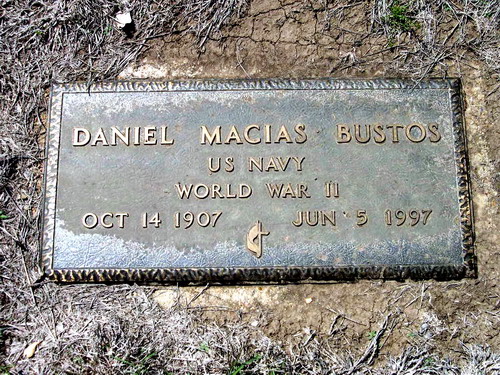 DANIEL MACIAS BUSTOS
US NAVY
WORLD WAR II
OCT 14 1907 JUN 5 1997